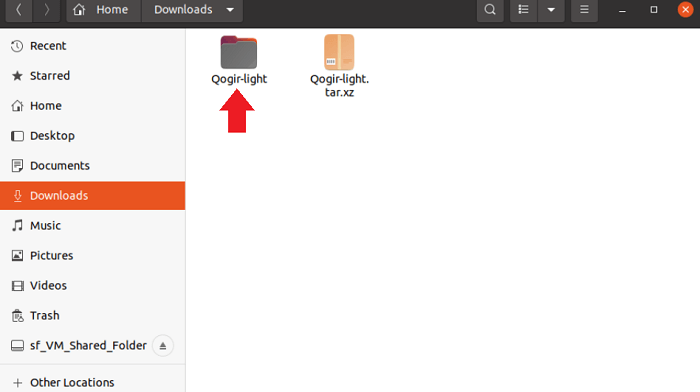 Home Downloads
Recent
Starred
Home
Desktop
Documents
Downloads
Music
Pictures
Videos
Trash
sf_VM_Shared_Folder
Other Locations
Qogir-light
Qogir-light.
tar.xz